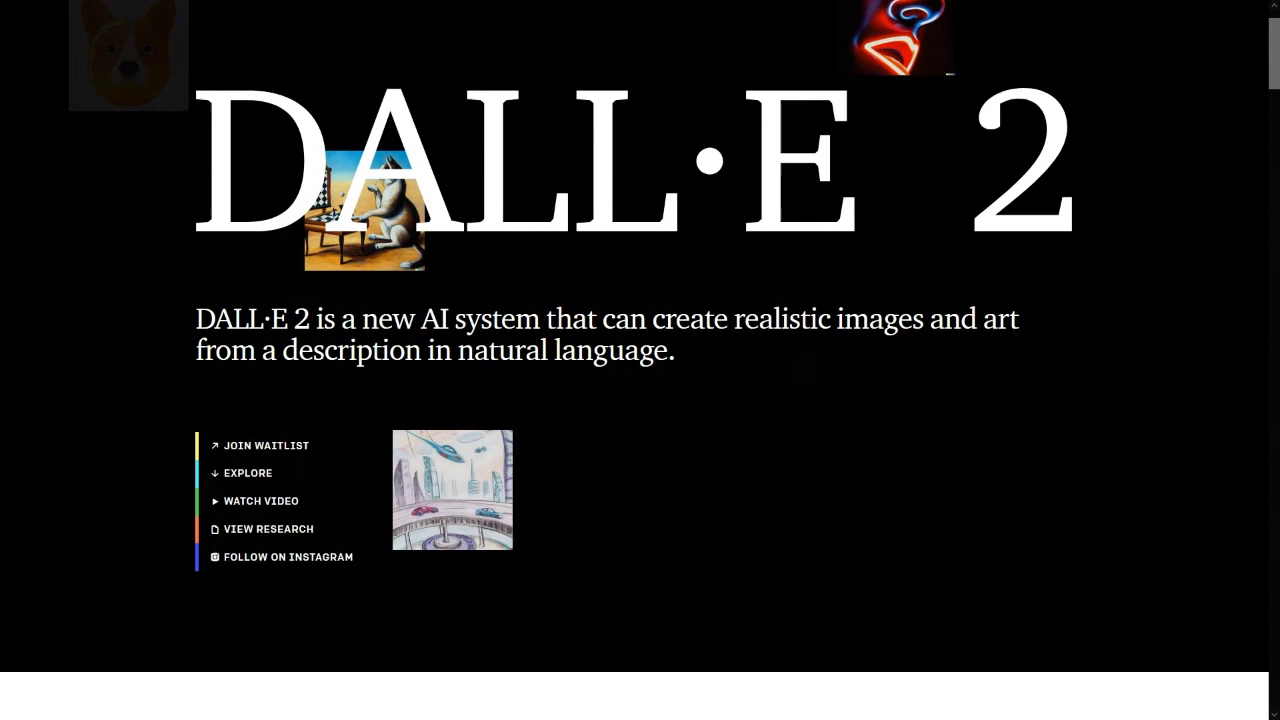 DALL·E 2
DALL·E 2 is a new AI system that can create realistic images and art
from a description in natural language.
JOIN WAITLIST
EXPLORE
WATCH VIDEO
VIEW RESEARCH
FOLLOW ON INSTAGRAM